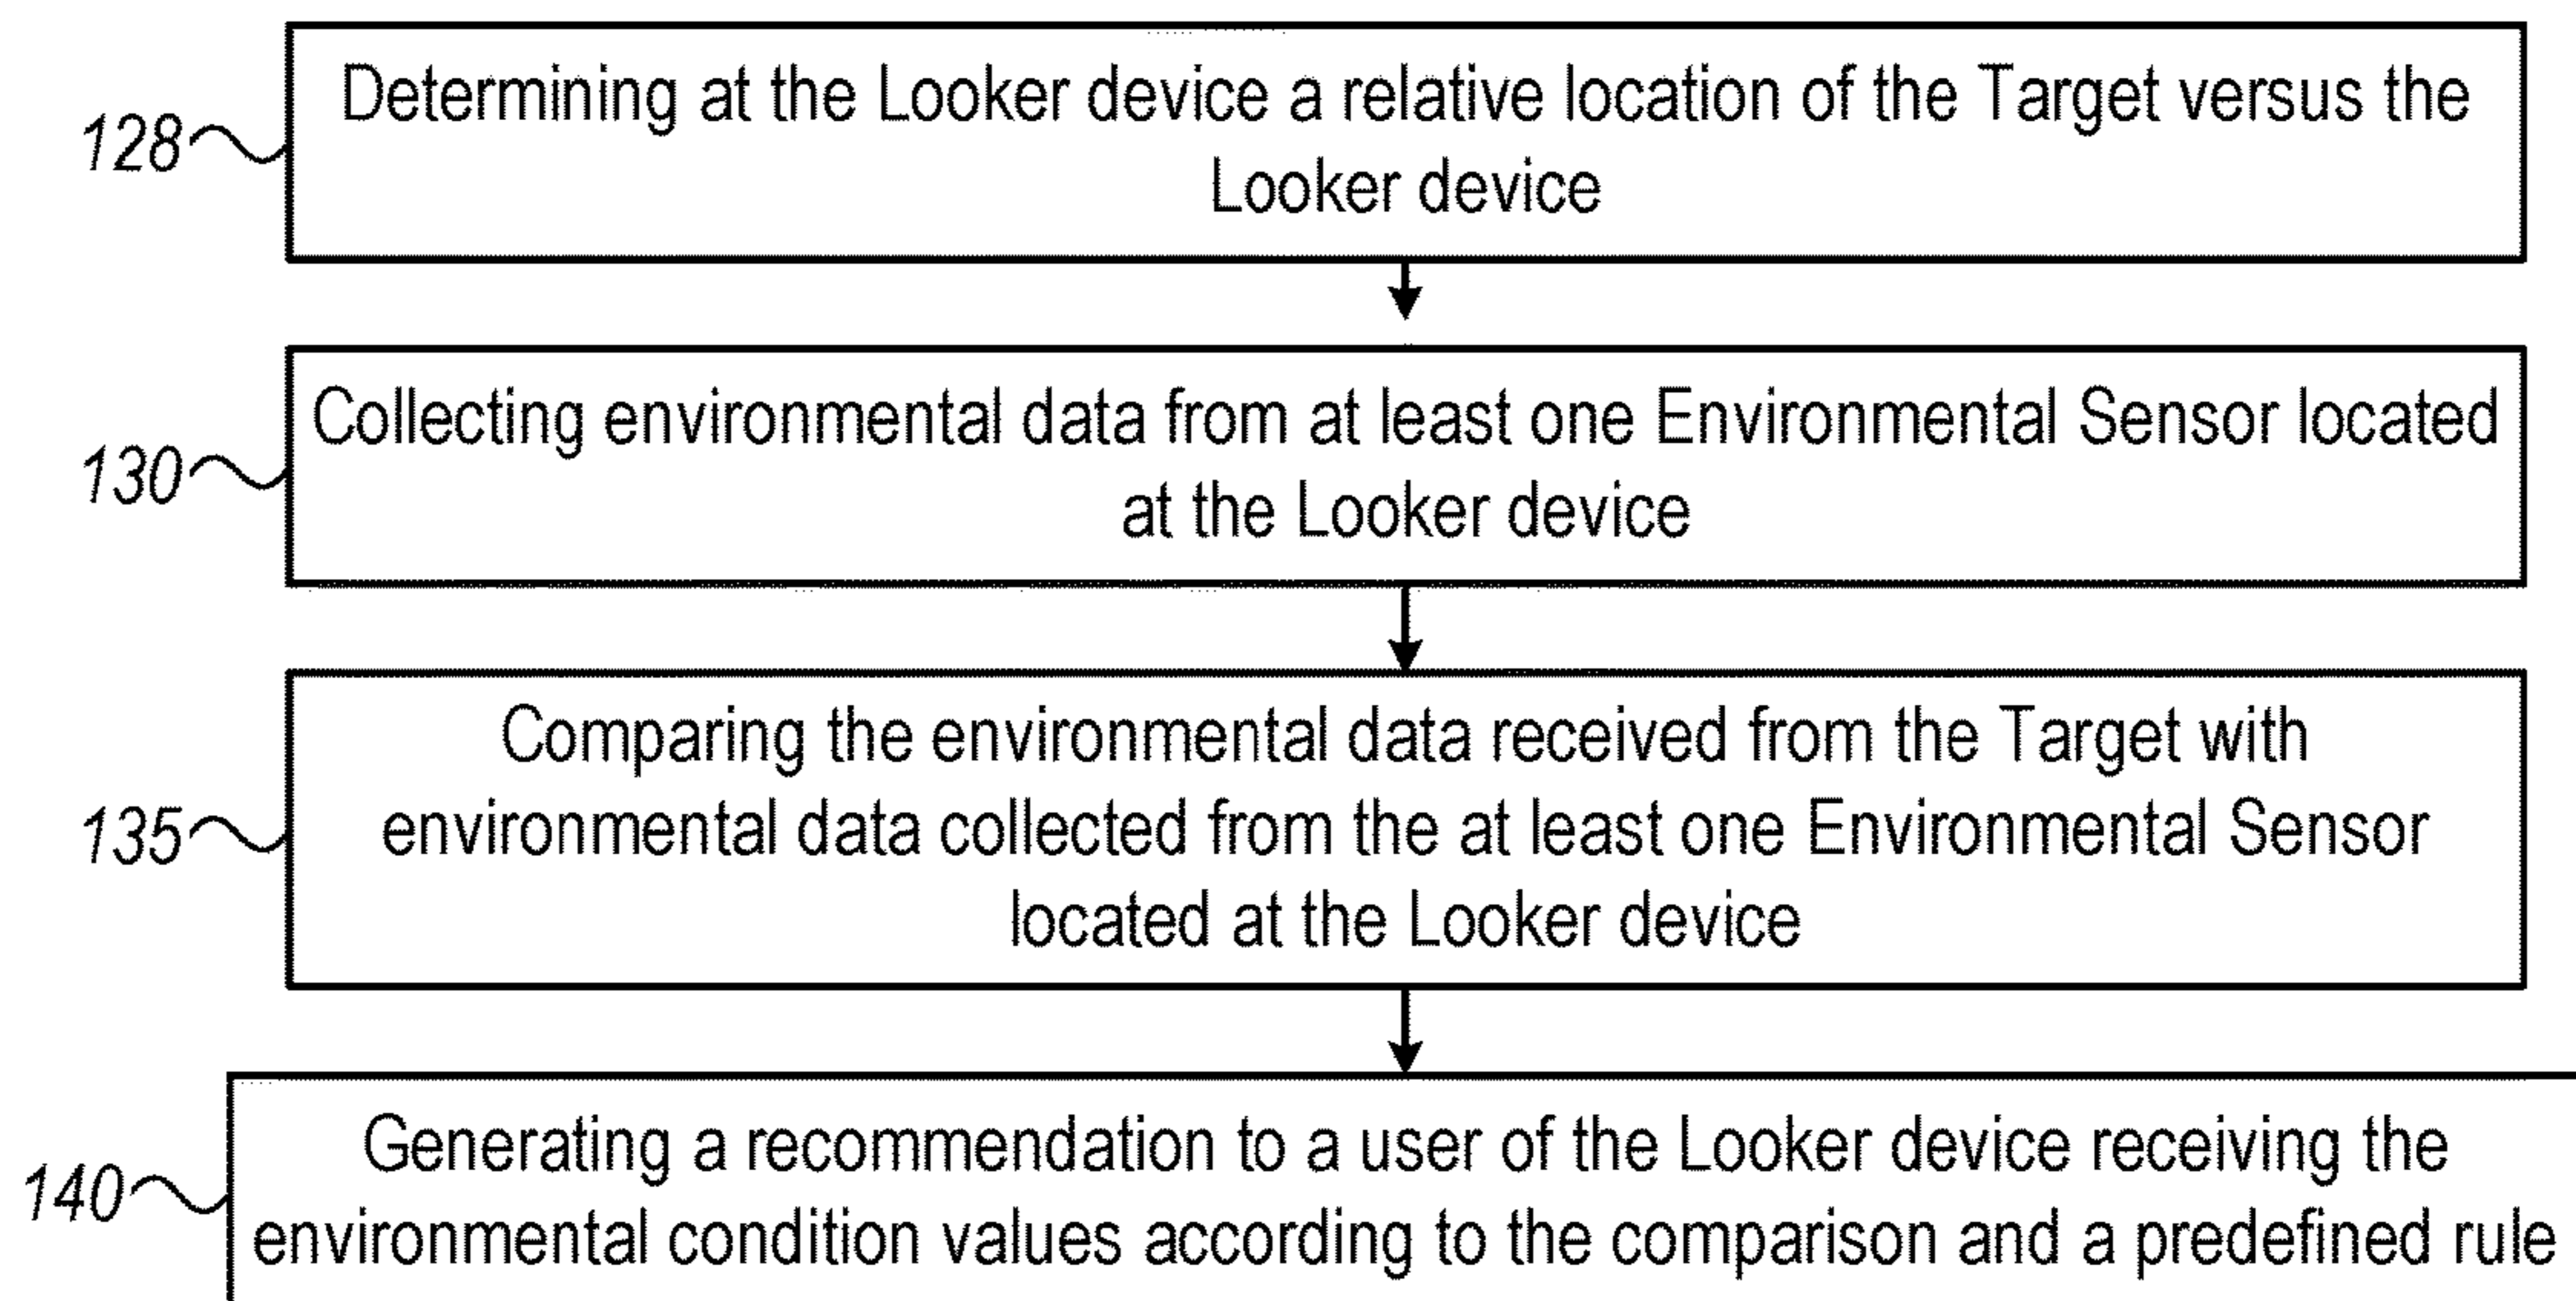 128
Determining at the Looker device a relative location of the Target versus the
Looker device
130
Collecting environmental data from at least one Environmental Sensor located
at the Looker device
135
Comparing the environmental data received from the Target with
environmental data collected from the at least one Environmental Sensor
located at the Looker device
140
Generating a recommendation to a user of the Looker device receiving the
environmental condition values according to the comparison and a predefined rule